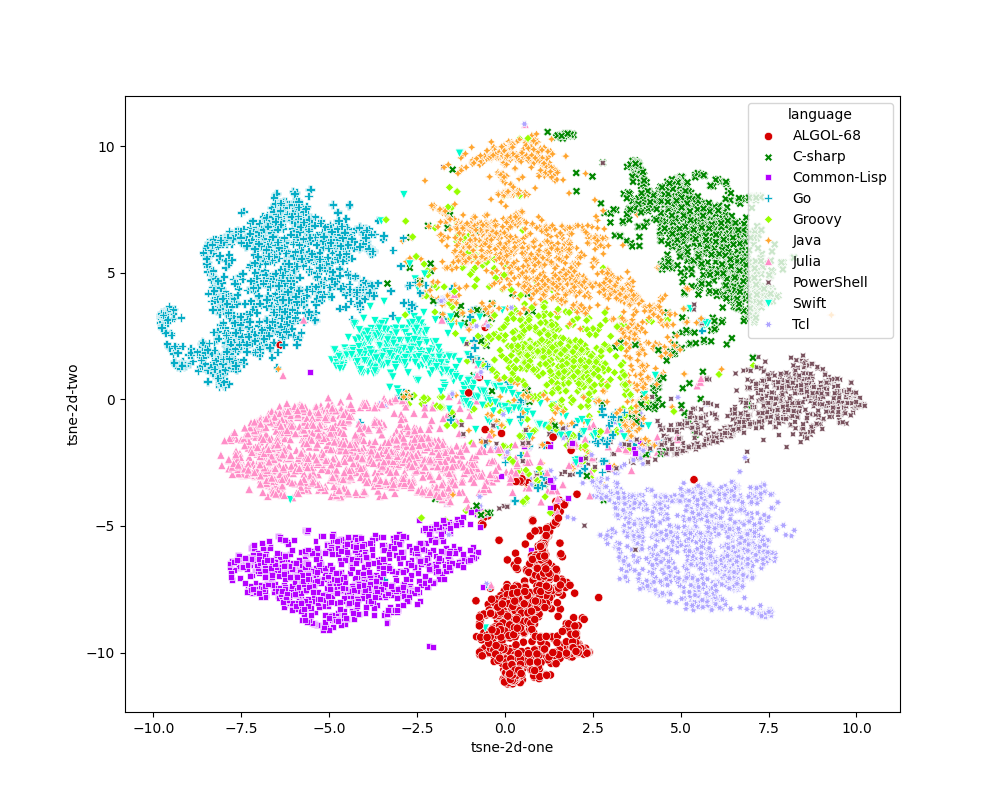 language
ALGOL-68
C-sharp
Common-Lisp
Go
Groovy
Java
Julia
PowerShell
Swift
Tcl
10
5
0
−5
−10
tsne-2d-two
−10.0 −7.5 −5.0 −2.5 0.0 2.5 5.0 7.5 10.0
tsne-2d-one